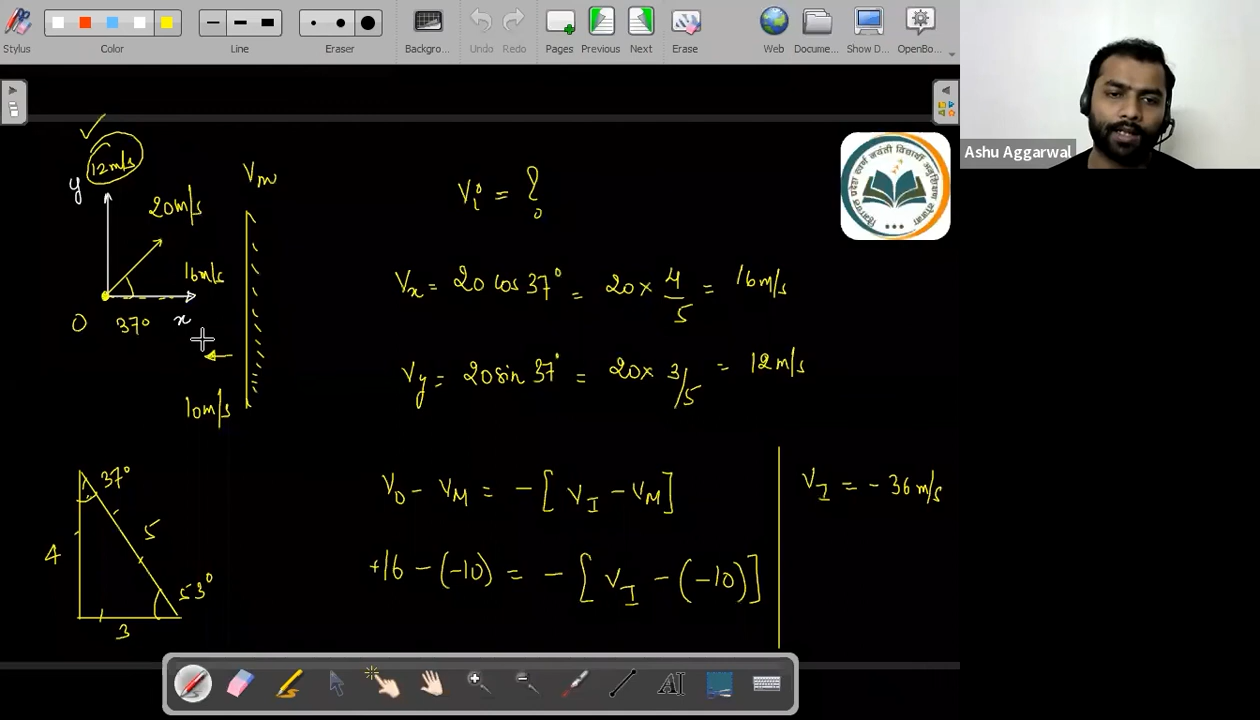 Stylus
Color
Line
Eraser
Backgro...
Undo
Redo
Pages
Previous
Next
Erase
Web
Docume...
Show D...
OpenBo...
Ashu Aggarwal
12m/s
y
20m/s
16m/s
O
37°
x
10m/s
Vm
Vi = ?
Vx = 20 cos 37° = 20 × 4/5 = 16m/s
Vy = 20 sin 37° = 20 × 3/5 = 12m/s
37°
4
5
53°
3
VO - VM = -[VI - VM]
+16 - (-10) = -[VI - (-10)]
VI = -36 m/s